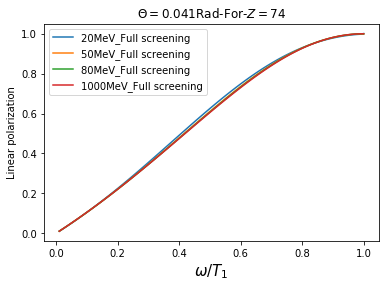 Θ = 0.041Rad-For-Z = 74
20MeV_Full screening
50MeV_Full screening
80MeV_Full screening
1000MeV_Full screening
Linear polarization
1.0
0.8
0.6
0.4
0.2
0.0
0.0 0.2 0.4 0.6 0.8 1.0
ω/T₁